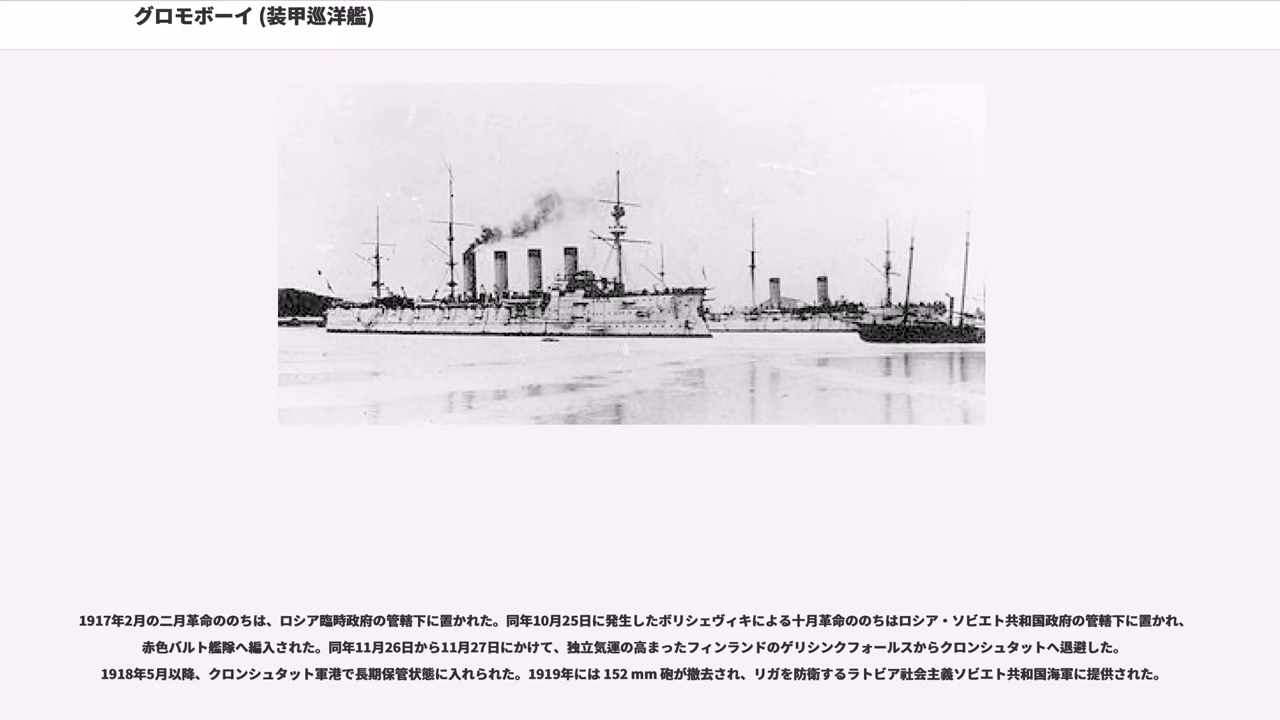 グロモボーイ (装甲巡洋艦)
1917年2月の二月革命ののちは、ロシア臨時政府の管轄下に置かれた。同年10月25日に発生したボリシェヴィキによる十月革命ののちはロシア・ソビエト共和国政府の管轄下に置かれ、
赤色バルト艦隊へ編入された。同年11月26日から11月27日にかけて、独立気運の高まったフィンランドのゲリシンクフォールスからクロンシュタットへ退避した。
1918年5月以降、クロンシュタット軍港で長期保管状態に入れられた。1919年には 152 mm 砲が撤去され、リガを防衛するラトビア社会主義ソビエト共和国海軍に提供された。